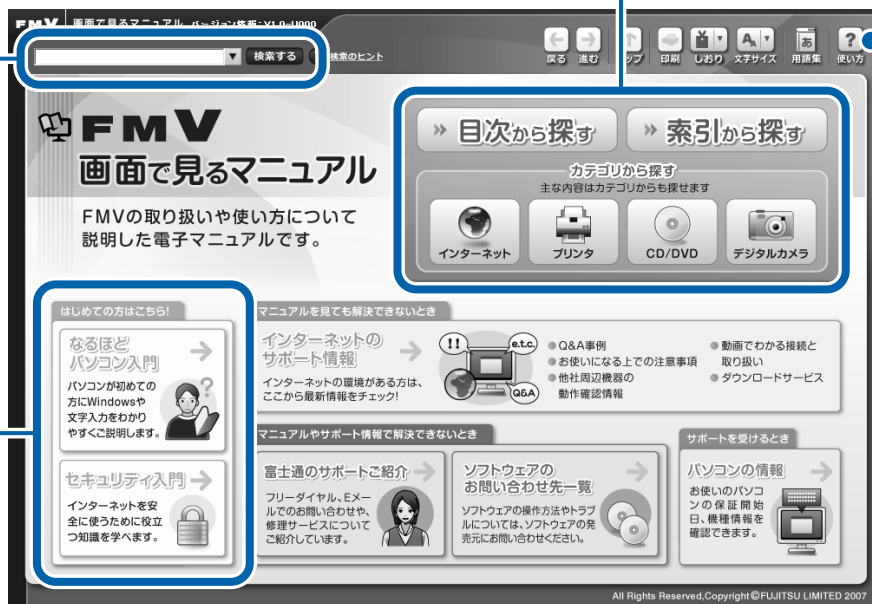 FMV 画面で見るマニュアル バージョン情報:V1.0-U000
検索する
検索のヒント
戻る 進む トップ 印刷 しおり 文字サイズ 用語集 使い方
FMV
画面で見るマニュアル
FMVの取り扱いや使い方について
説明した電子マニュアルです。
目次から探す
索引から探す
カテゴリから探す
主な内容はカテゴリからも探せます
インターネット
プリンタ
CD/DVD
デジタルカメラ
はじめての方はこちら!
なるほど
パソコン入門
パソコンが初めての
方にWindowsや
文字入力をわかり
やすくご説明します。
セキュリティ入門
インターネットを安
全に使うために役立
つ知識を学べます。
マニュアルを見ても解決できないとき
インターネットの
サポート情報
インターネットの環境がある方は、
ここから最新情報をチェック!
!!
e.t.c.
Q&A
Q&A事例
お使いになる上での注意事項
他社周辺機器の
動作確認情報
動画でわかる接続と
取り扱い
ダウンロードサービス
マニュアルやサポート情報で解決できないとき
富士通のサポートご紹介
フリーダイヤル、Eメー
ルでのお問い合わせや、
修理サービスについて
ご紹介しています。
ソフトウェアの
お問い合わせ先一覧
ソフトウェアの操作方法やトラブ
ルについては、ソフトウェアの発
売元にお問い合わせください。
サポートを受けるとき
パソコンの情報
お使いのパソコ
ンの保証開始
日、機種情報を
確認できます。
All Rights Reserved,Copyright©FUJITSU LIMITED 2007